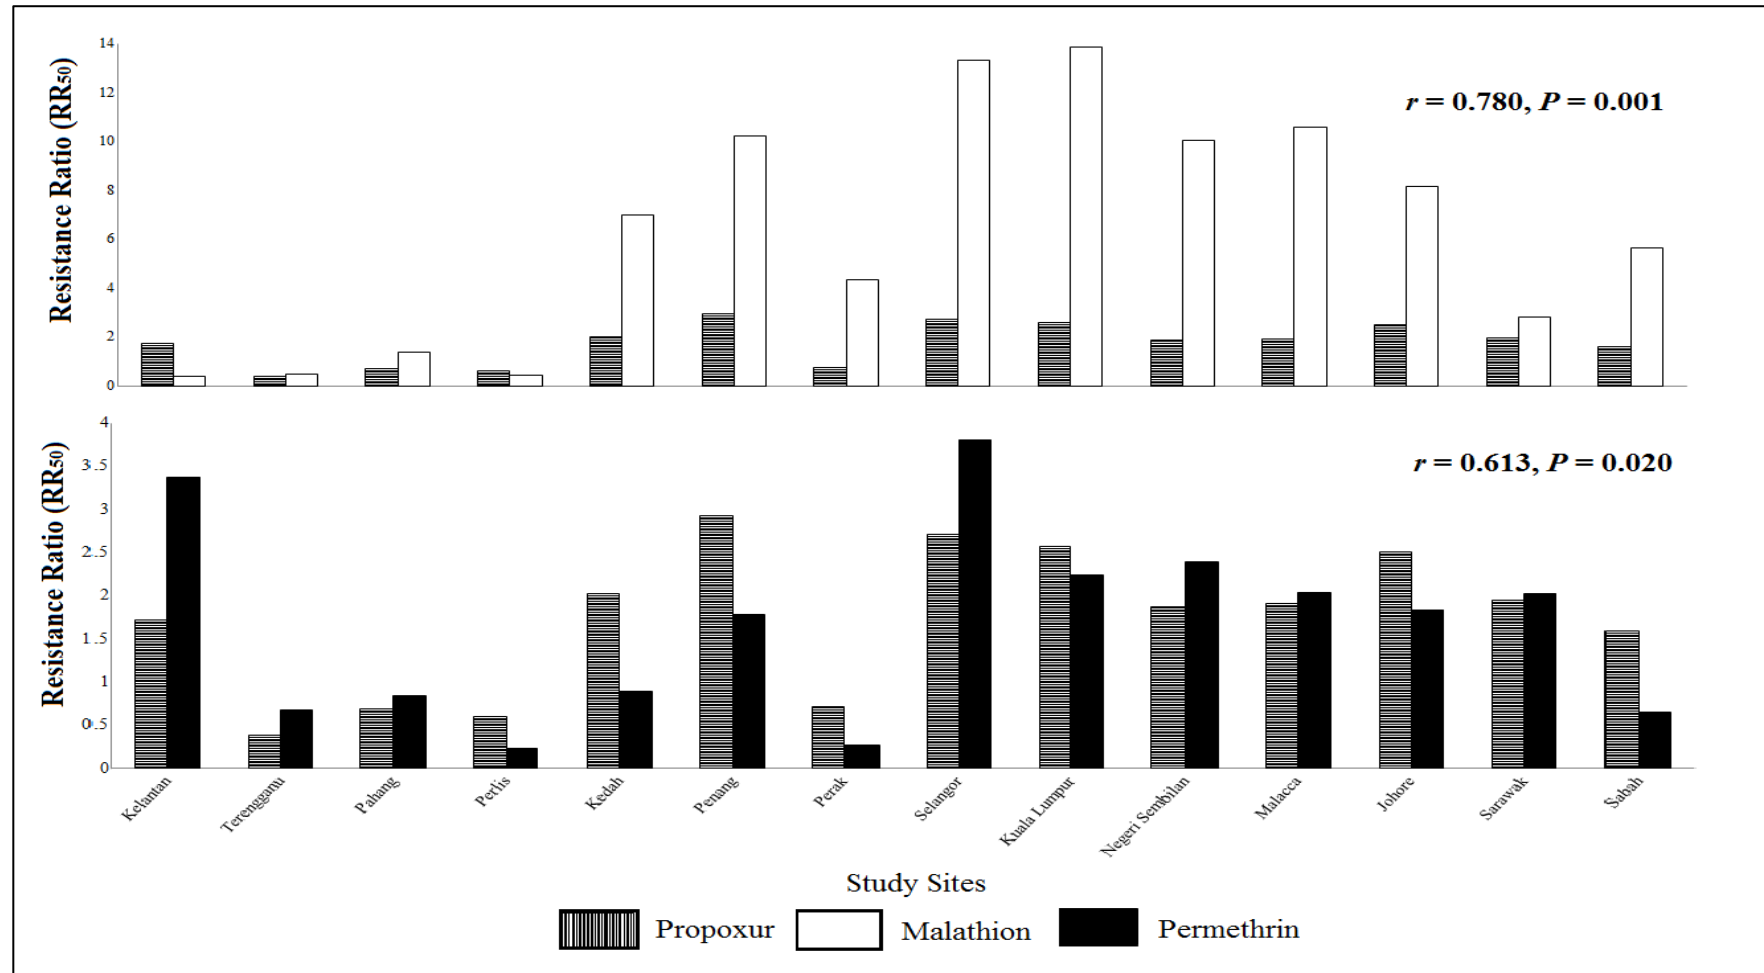 Resistance Ratio (RR50)
14
12
10
8
6
4
2
0
r = 0.780, P = 0.001
Resistance Ratio (RR50)
4
3.5
3
2.5
2
1.5
1
0.5
0
r = 0.613, P = 0.020
Kelantan
Terengganu
Pahang
Perlis
Kedah
Penang
Perak
Selangor
Kuala Lumpur
Negeri Sembilan
Malacca
Johore
Sarawak
Sabah
Study Sites
Propoxur Malathion Permethrin